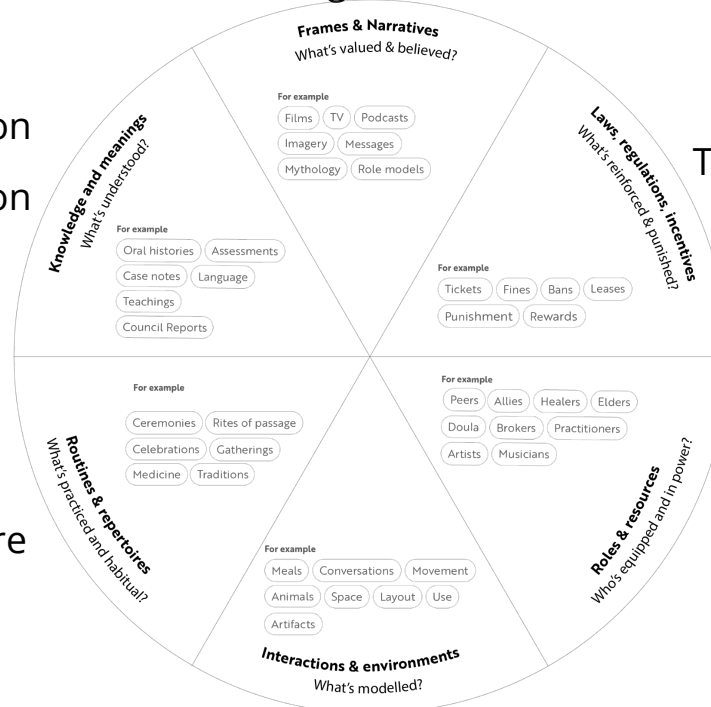 Frames & Narratives
What's valued & believed?
For example
Films TV Podcasts
Imagery Messages
Mythology Role models
Laws, regulations, incentives
What's reinforced & punished?
For example
Tickets Fines Bans Leases
Punishment Rewards
For example
Peers Allies Healers Elders
Doula Brokers Practitioners
Artists Musicians
Roles & resources
Who's equipped and in power?
For example
Meals Conversations Movement
Animals Space Layout Use
Artifacts
Interactions & environments
What's modelled?
For example
Ceremonies Rites of passage
Celebrations Gatherings
Medicine Traditions
Routines & repertoires
What's practiced and habitual?
Knowledge and meanings
What's understood?
For example
Oral histories Assessments
Case notes Language
Teachings
Council Reports
on
on
re
T